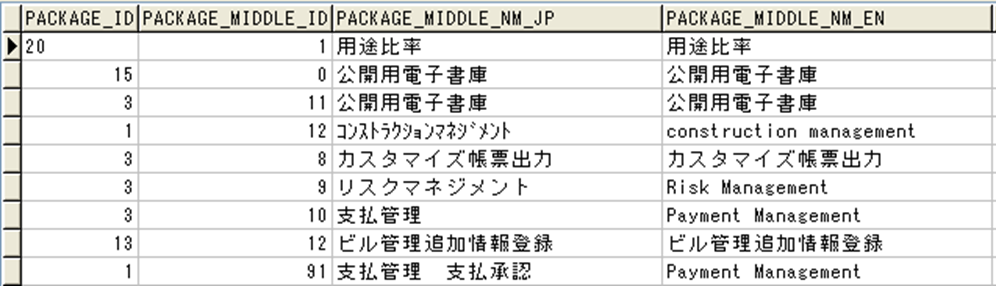 PACKAGE_ID PACKAGE_MIDDLE_ID PACKAGE_MIDDLE_NM_JP PACKAGE_MIDDLE_NM_EN
20 1 用途比率 用途比率
15 0 公開用電子書庫 公開用電子書庫
3 11 公開用電子書庫 公開用電子書庫
1 12 ｺﾝｽﾄﾗｸｼｮﾝﾏﾈｼﾞﾒﾝﾄ construction management
3 8 カスタマイズ帳票出力 カスタマイズ帳票出力
3 9 リスクマネジメント Risk Management
3 10 支払管理 Payment Management
13 12 ビル管理追加情報登録 ビル管理追加情報登録
1 91 支払管理　支払承認 Payment Management